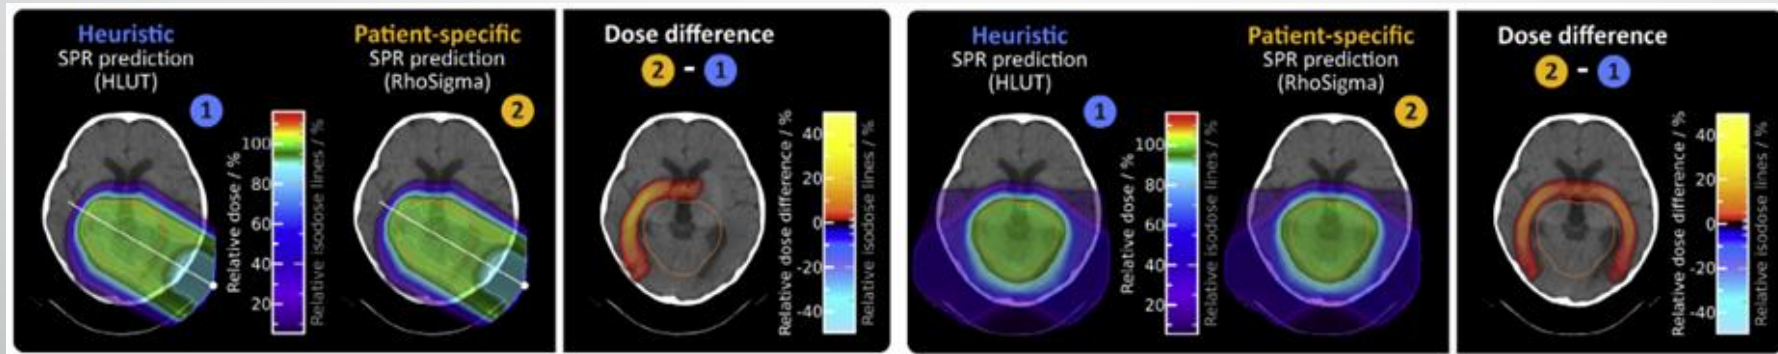 Heuristic
SPR prediction
(HLUT)
1
Relative dose / %
Relative isodose lines / %
100
80
60
40
20
Patient-specific
SPR prediction
(RhoSigma)
2
Dose difference
2 - 1
Relative dose difference / %
Relative isodose lines / %
40
20
0
-20
-40
Heuristic
SPR prediction
(HLUT)
1
Relative dose / %
Relative isodose lines / %
100
80
60
40
20
Patient-specific
SPR prediction
(RhoSigma)
2
Dose difference
2 - 1
Relative dose difference / %
Relative isodose lines / %
40
20
0
-20
-40